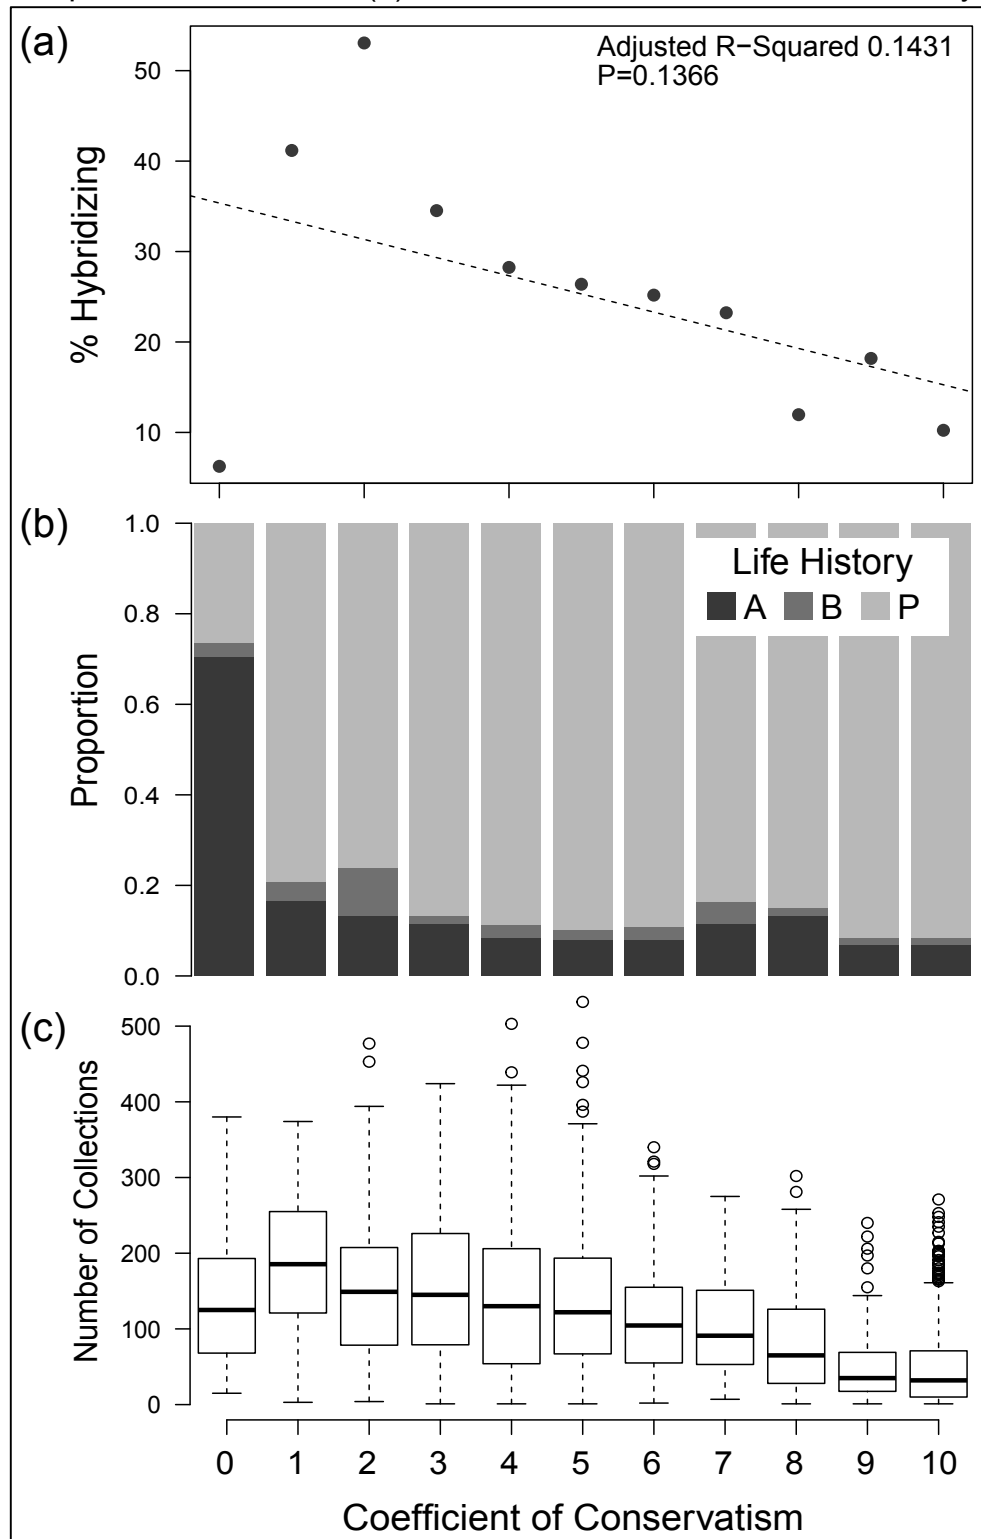 (a)
Adjusted R−Squared 0.1431
P=0.1366
% Hybridizing
50
40
30
20
10
(b)
Life History
A B P
Proportion
1.0
0.8
0.6
0.4
0.2
0.0
(c)
Number of Collections
500
400
300
200
100
0
0 1 2 3 4 5 6 7 8 9 10
Coefficient of Conservatism